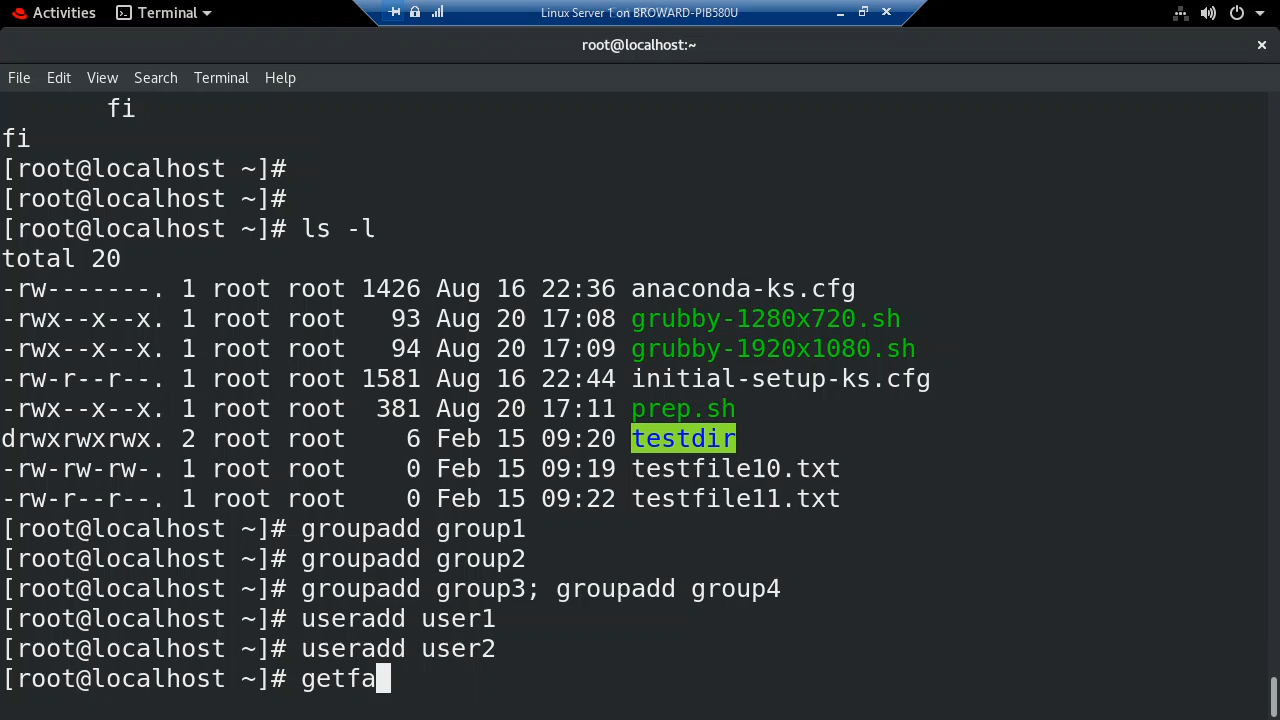 Activities Terminal Linux Server 1 on BROWARD-PIB580U
root@localhost:~
File Edit View Search Terminal Help
       fi
fi
[root@localhost ~]#
[root@localhost ~]#
[root@localhost ~]# ls -l
total 20
-rw-------. 1 root root 1426 Aug 16 22:36 anaconda-ks.cfg
-rwx--x--x. 1 root root   93 Aug 20 17:08 grubby-1280x720.sh
-rwx--x--x. 1 root root   94 Aug 20 17:09 grubby-1920x1080.sh
-rw-r--r--. 1 root root 1581 Aug 16 22:44 initial-setup-ks.cfg
-rwx--x--x. 1 root root  381 Aug 20 17:11 prep.sh
drwxrwxrwx. 2 root root    6 Feb 15 09:20 testdir
-rw-rw-rw-. 1 root root    0 Feb 15 09:19 testfile10.txt
-rw-r--r--. 1 root root    0 Feb 15 09:22 testfile11.txt
[root@localhost ~]# groupadd group1
[root@localhost ~]# groupadd group2
[root@localhost ~]# groupadd group3; groupadd group4
[root@localhost ~]# useradd user1
[root@localhost ~]# useradd user2
[root@localhost ~]# getfa